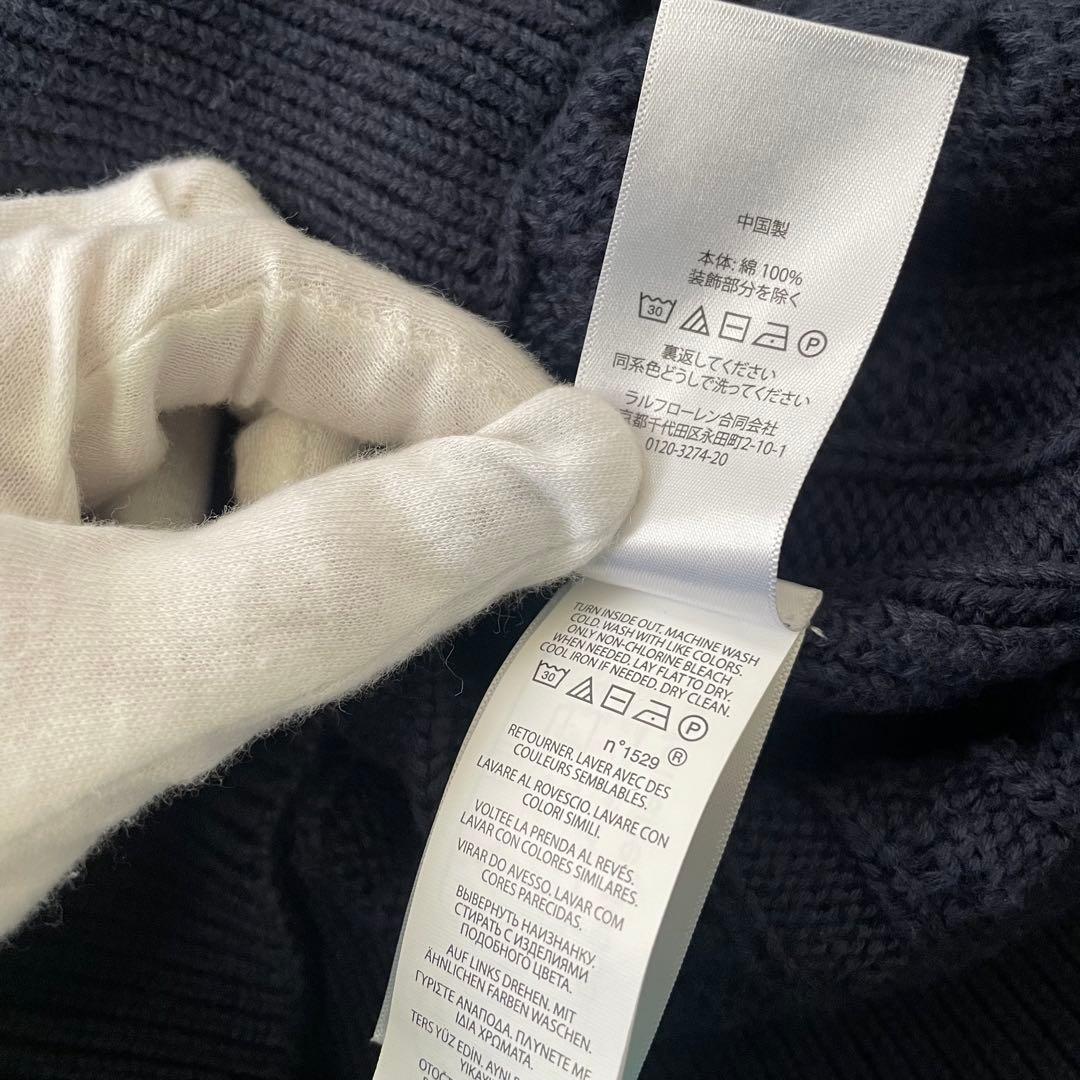 中国製
本体: 綿 100%
装飾部分を除く
30 P
裏返してください
同系色どうしで洗ってください
ラルフローレン合同会社
京都千代田区永田町2-10-1
0120-3274-20
TURN INSIDE OUT. MACHINE WASH
COLD. WASH WITH LIKE COLORS.
ONLY NON-CHLORINE BLEACH
WHEN NEEDED. LAY FLAT TO DRY.
COOL IRON IF NEEDED. DRY CLEAN.
30 P
n°1529 ®
RETOURNER. LAVER AVEC DES
COULEURS SEMBLABLES.
LAVARE AL ROVESCIO. LAVARE CON
COLORI SIMILI.
VOLTEE LA PRENDA AL REVÉS.
LAVAR CON COLORES SIMILARES.
VIRAR DO AVESSO. LAVAR COM
CORES PARECIDAS.
ВЫВЕРНУТЬ НАИЗНАНКУ.
СТИРАТЬ С ИЗДЕЛИЯМИ
ПОДОБНОГО ЦВЕТА.
AUF LINKS DREHEN. MIT
ÄHNLICHEN FARBEN WASCHEN.
ΓΥΡΙΣΤΕ ΑΝΑΠΟΔΑ. ΠΛΥΝΕΤΕ ΜΕ
ΙΔΙΑ ΧΡΩΜΑΤΑ.
TERS YÜZ EDİN. AYNI